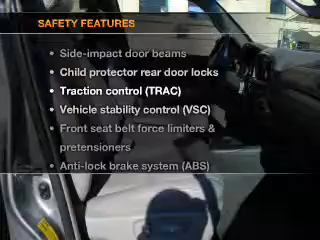 SAFETY FEATURES
• Side-impact door beams
• Child protector rear door locks
• Traction control (TRAC)
• Vehicle stability control (VSC)
• Front seat belt force limiters &
pretensioners
• Anti-lock brake system (ABS)